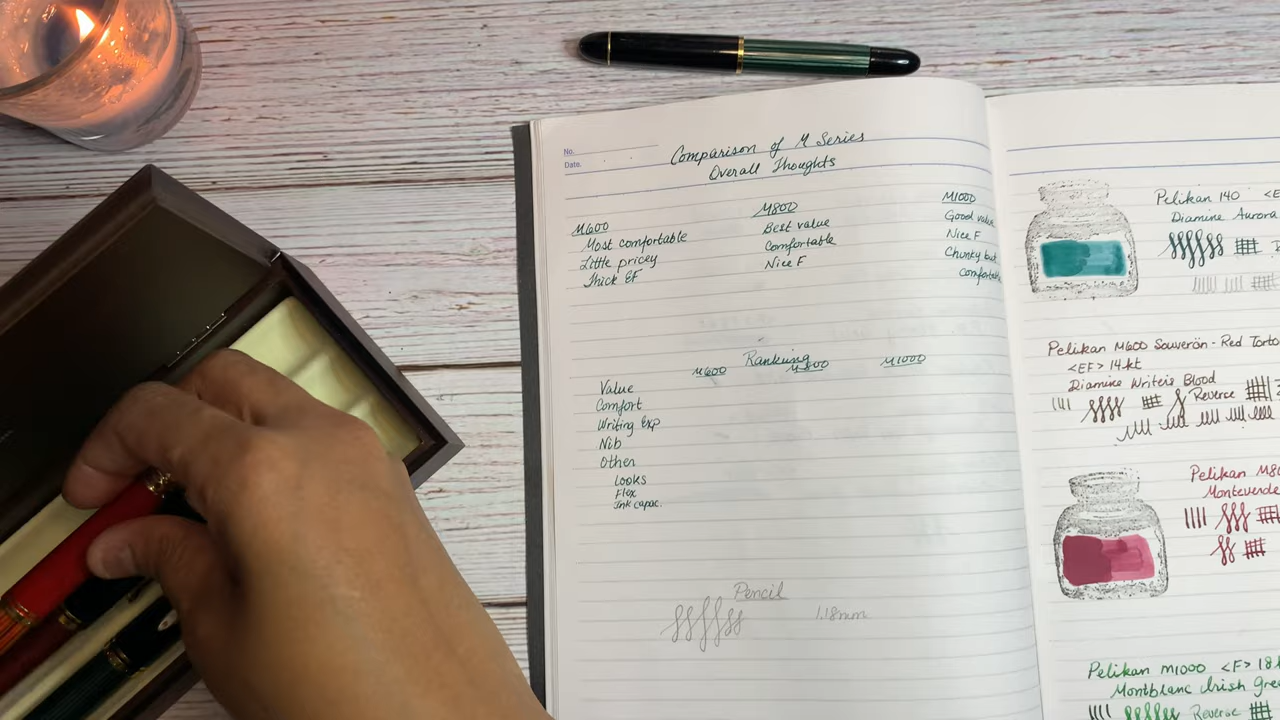 No.
Date.
Comparison of M Series
Overall Thoughts
M600
Most comfortable
Little pricey
Thick EF
M800
Best value
Comfortable
Nice F
M1000
Good value
Nice F
Chunky but
comfortable
Ranking
M600 M800 M1000
Value
Comfort
Writing Exp
Nib
Other
Looks
Flex
Ink capac.
Pencil
1.18mm
Pelikan 140
Diamine Aurora
Pelikan M600 Souverön - Red Torto
<EF> 14kt
Diamine Writer's Blood
Reverse
Pelikan M80
Monteverde
Pelikan M1000 <F> 18k
Montblanc Irish Gree
Reverse